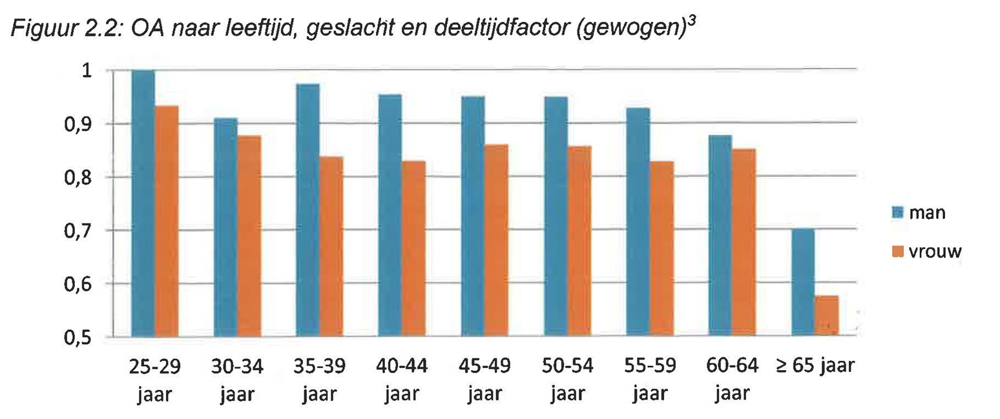 Figuur 2.2: OA naar leeftijd, geslacht en deeltijdfactor (gewogen)³
1
0,9
0,8
0,7
0,6
0,5
25-29 jaar
30-34 jaar
35-39 jaar
40-44 jaar
45-49 jaar
50-54 jaar
55-59 jaar
60-64 jaar
≥ 65 jaar
man
vrouw